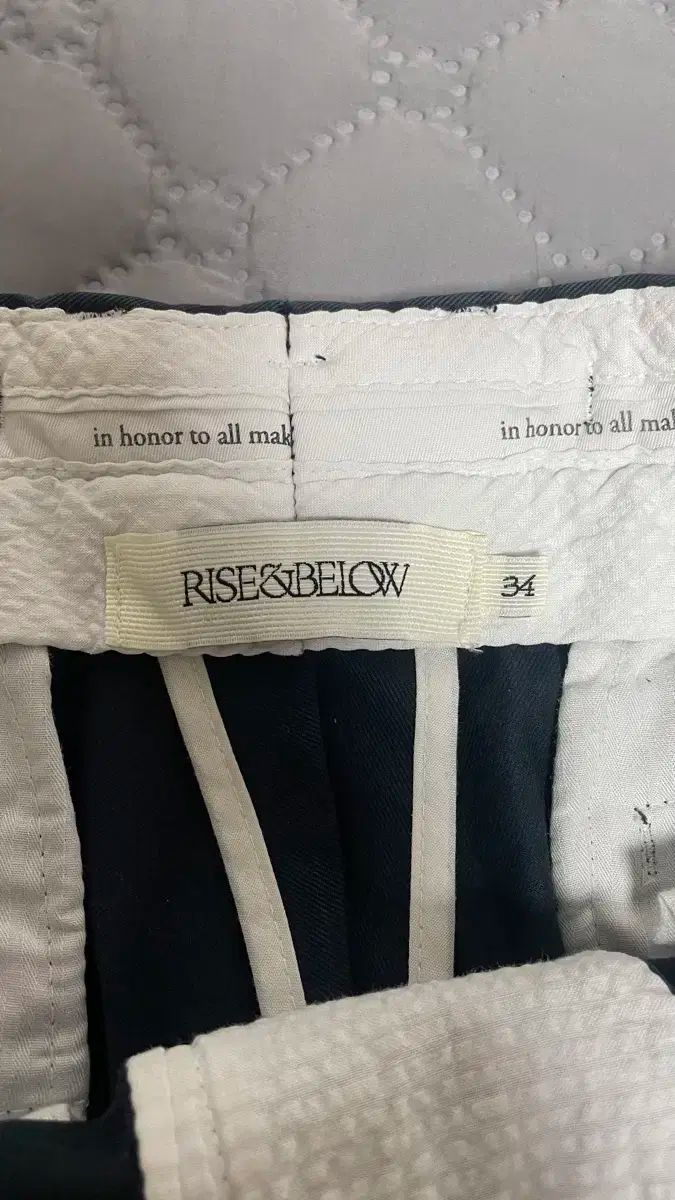 in honor to all mak
in honor to all mak
RISE&BELOW
34